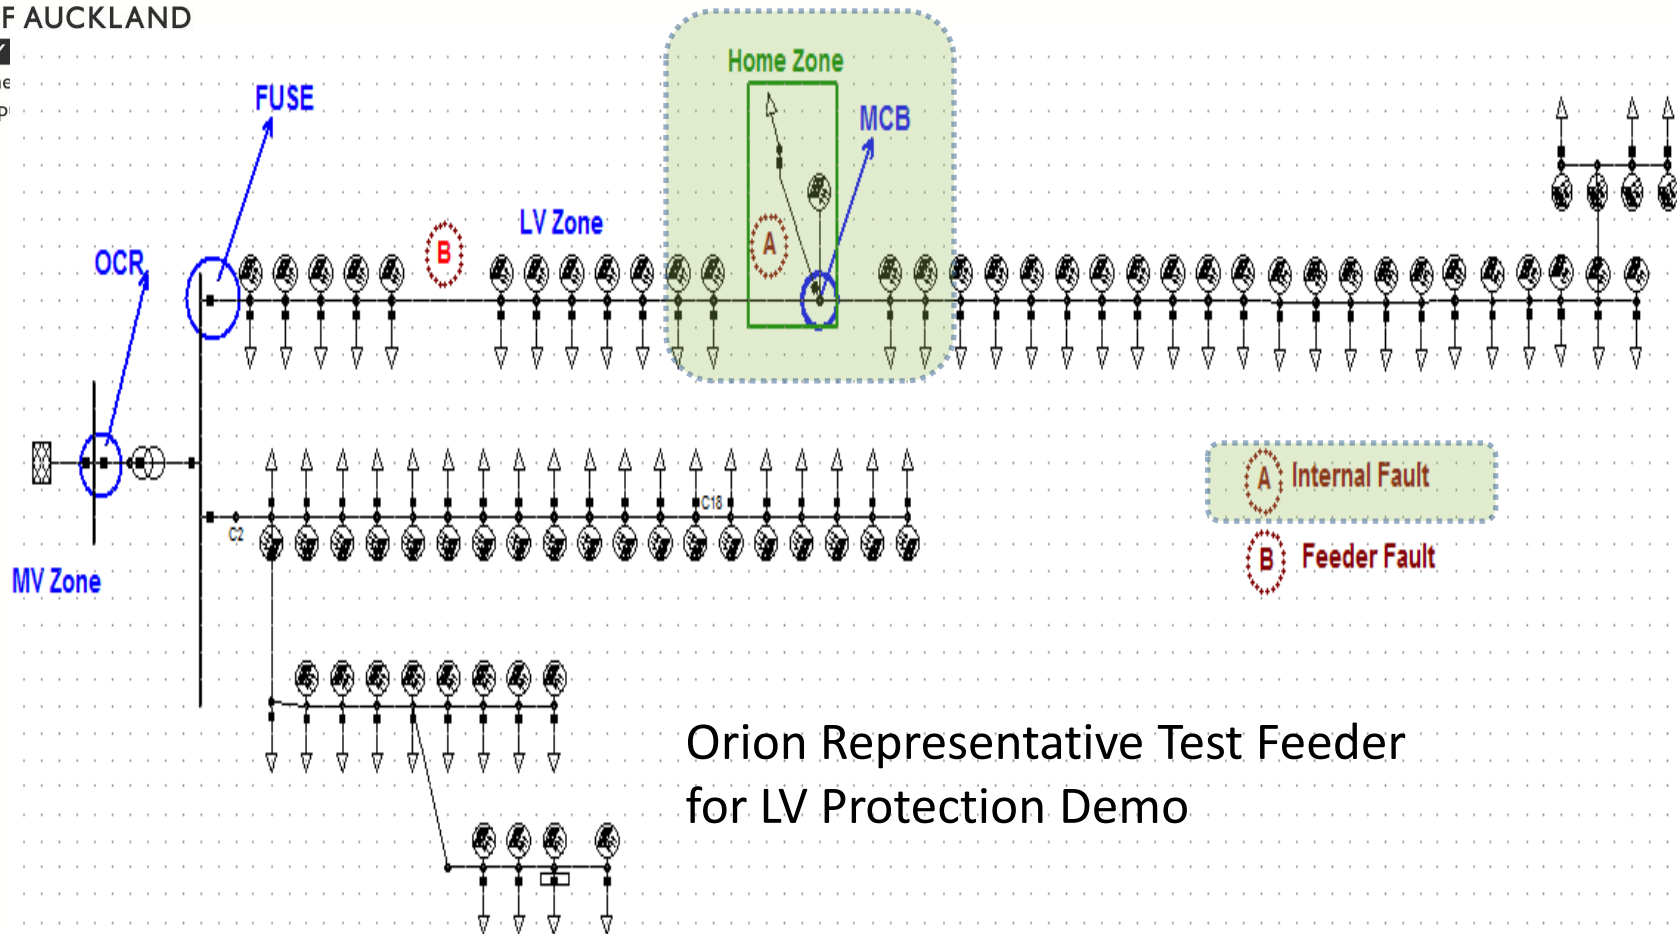 F AUCKLAND
Home Zone
FUSE
MCB
LV Zone
B
A
OCR
C18
C2
A Internal Fault
B Feeder Fault
MV Zone
Orion Representative Test Feeder
for LV Protection Demo